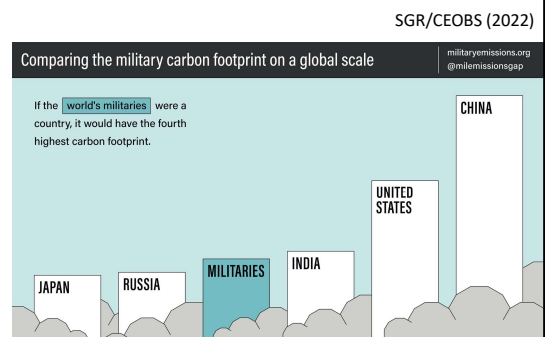 SGR/CEOBS (2022)
Comparing the military carbon footprint on a global scale
militaryemissions.org
@milemissionsgap
If the world's militaries were a
country, it would have the fourth
highest carbon footprint.
CHINA
UNITED
STATES
INDIA
MILITARIES
RUSSIA
JAPAN